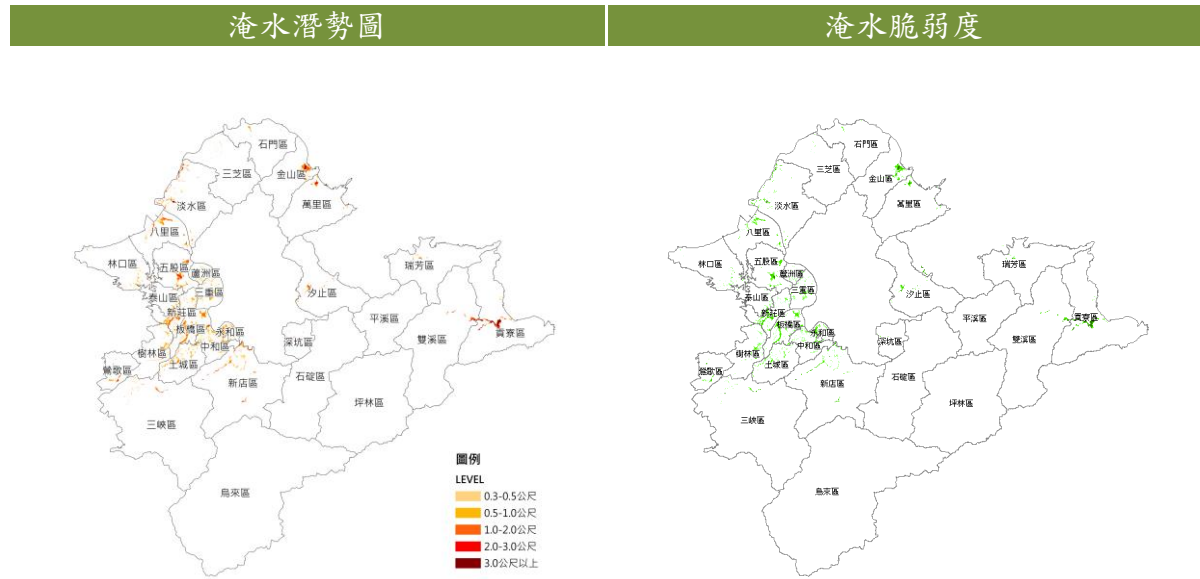 淹水潛勢圖
淹水脆弱度
石門區
三芝區
金山區
萬里區
淡水區
八里區
林口區
五股區
蘆洲區
泰山區
三重區
汐止區
瑞芳區
新莊區
板橋區
永和區
中和區
平溪區
雙溪區
貢寮區
深坑區
樹林區
土城區
鶯歌區
新店區
石碇區
坪林區
三峽區
烏來區
圖例
LEVEL
0.3-0.5公尺
0.5-1.0公尺
1.0-2.0公尺
2.0-3.0公尺
3.0公尺以上
石門區
三芝區
金山區
萬里區
淡水區
八里區
林口區
五股區
蘆洲區
泰山區
三重區
汐止區
瑞芳區
新莊區
板橋區
永和區
中和區
平溪區
雙溪區
貢寮區
深坑區
樹林區
土城區
鶯歌區
新店區
石碇區
坪林區
三峽區
烏來區